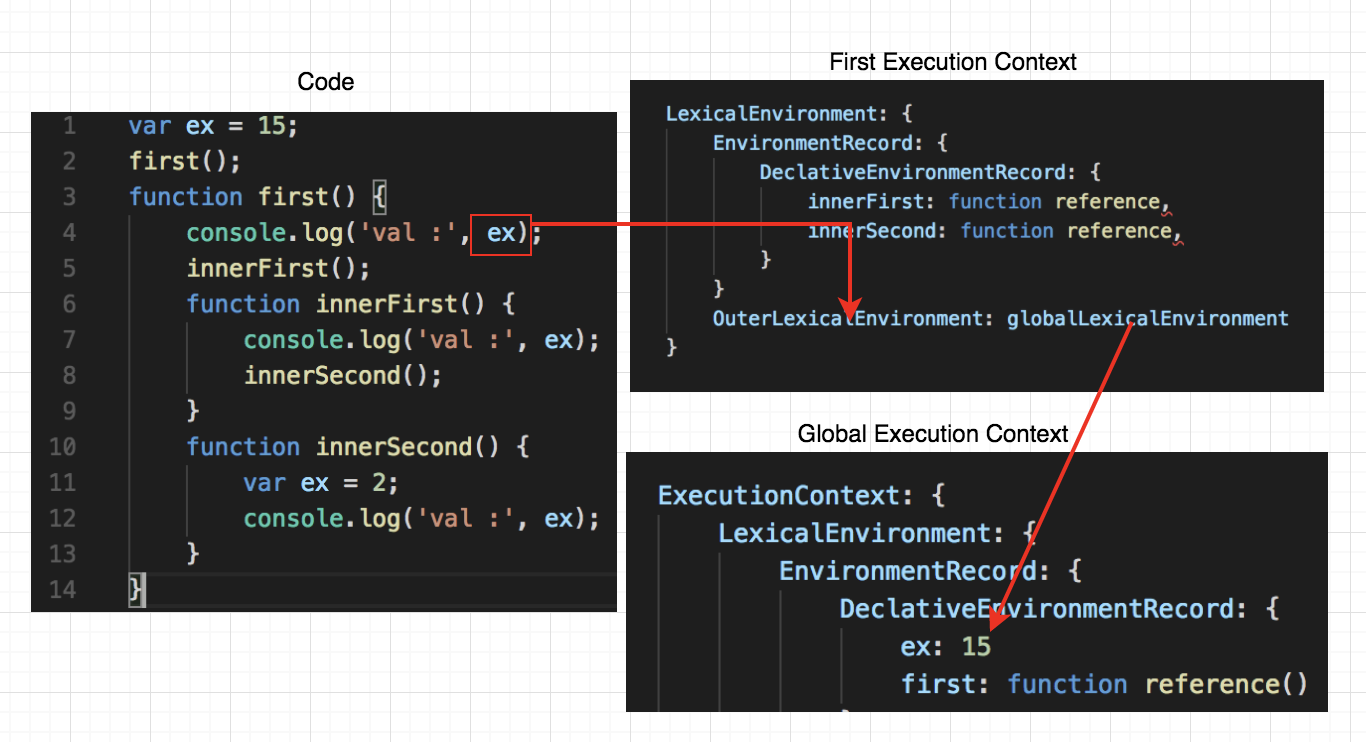 Code
1 var ex = 15;
2 first();
3 function first() {
4 console.log('val :', ex);
5 innerFirst();
6 function innerFirst() {
7 console.log('val :', ex);
8 innerSecond();
9 }
10 function innerSecond() {
11 var ex = 2;
12 console.log('val :', ex);
13 }
14 }
First Execution Context
LexicalEnvironment: {
EnvironmentRecord: {
DeclativeEnvironmentRecord: {
innerFirst: function reference,
innerSecond: function reference,
}
}
OuterLexicalEnvironment: globalLexicalEnvironment
}
Global Execution Context
ExecutionContext: {
LexicalEnvironment: {
EnvironmentRecord: {
DeclativeEnvironmentRecord: {
ex: 15
first: function reference()